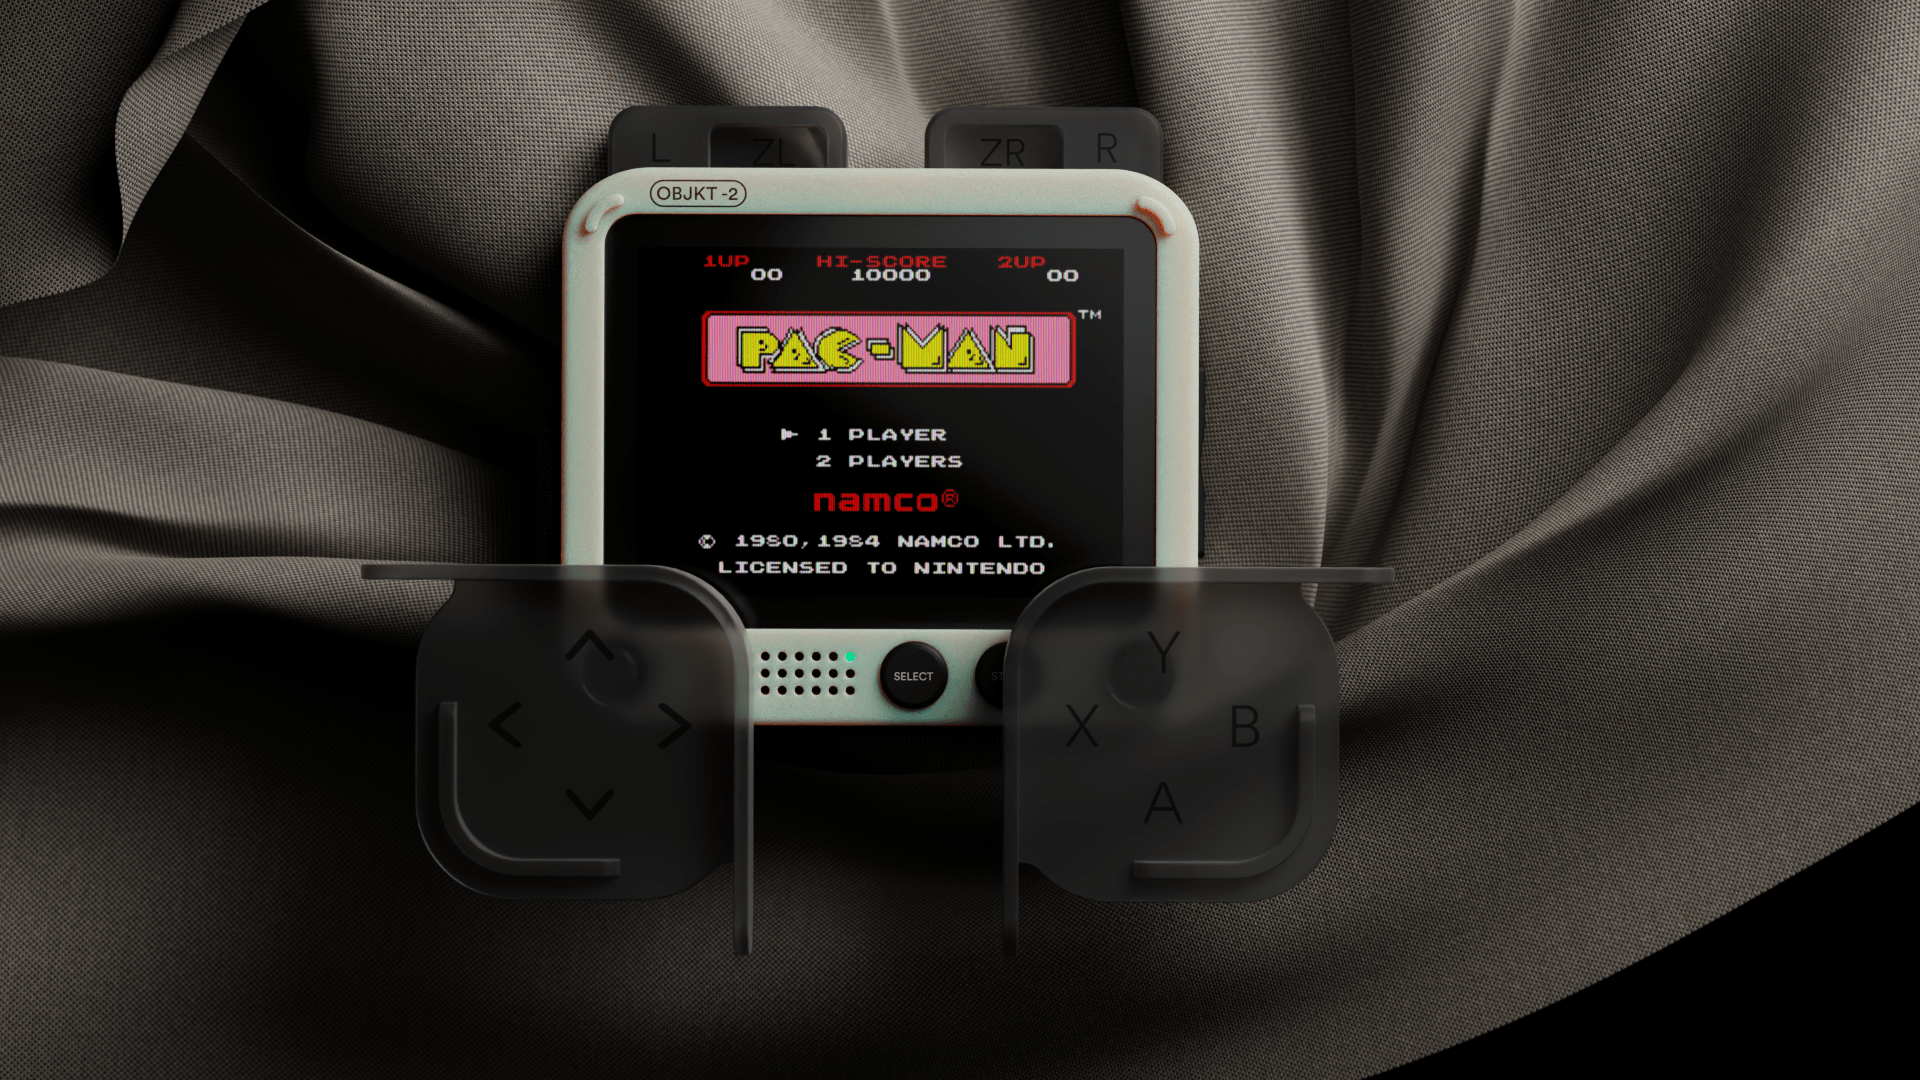 L ZL ZR R
OBJKT-2
1UP HI-SCORE 2UP
00 10000 00
PAC-MAN TM
1 PLAYER
2 PLAYERS
namco®
© 1980,1984 NAMCO LTD.
LICENSED TO NINTENDO
Y
X B
A
SELECT ST